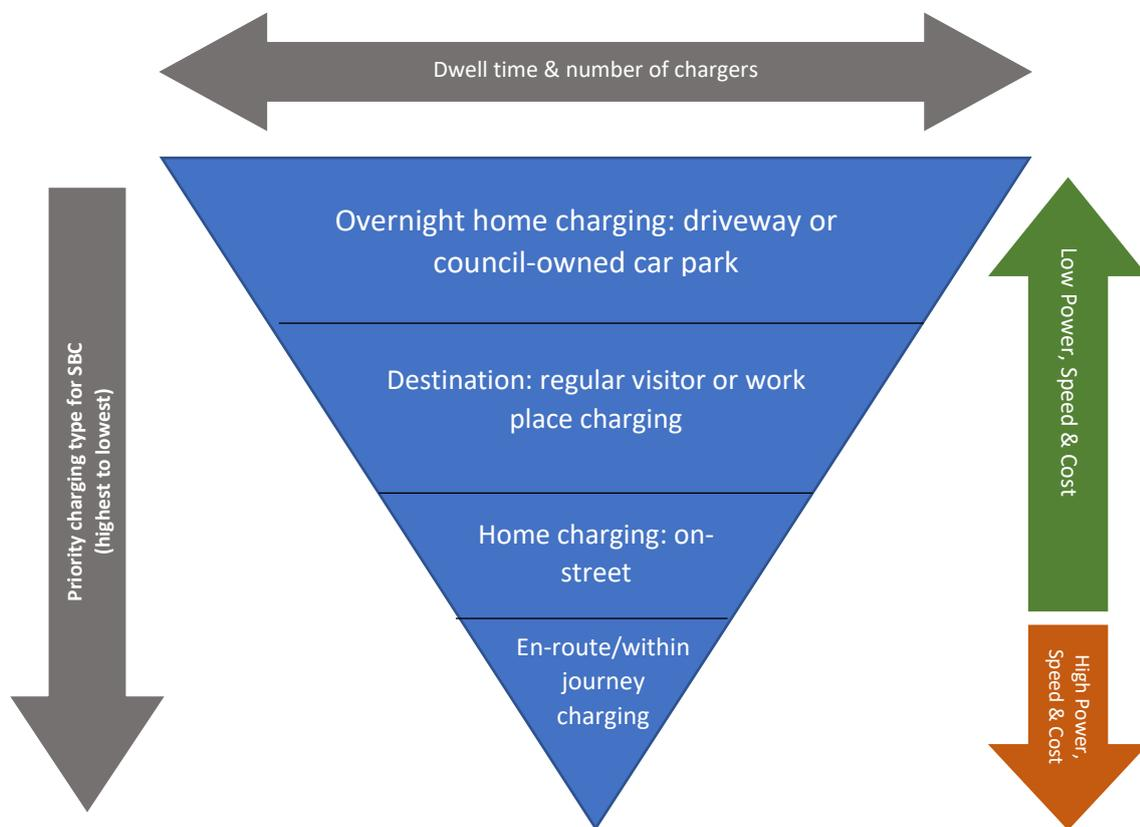 Dwell time & number of chargers
Overnight home charging: driveway or
council-owned car park
Destination: regular visitor or work
place charging
Home charging: on-
street
En-route/within
journey
charging
Priority charging type for SBC
(highest to lowest)
Low Power, Speed & Cost
High Power,
Speed & Cost